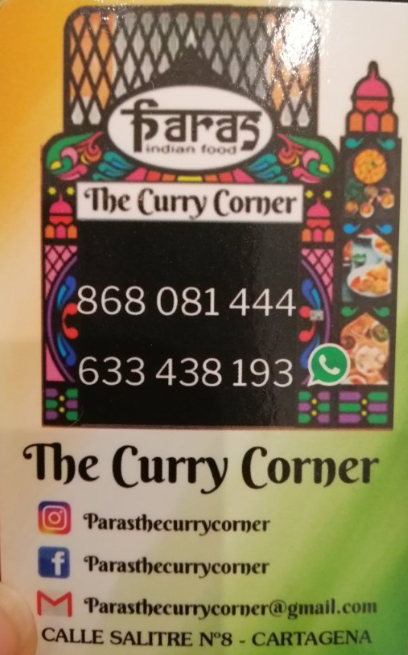 Paras
indian food
The Curry Corner
868 081 444
633 438 193
The Curry Corner
Parasthecurrycorner
Parasthecurrycorner
Parasthecurrycorner@gmail.com
CALLE SALITRE Nº8 - CARTAGENA